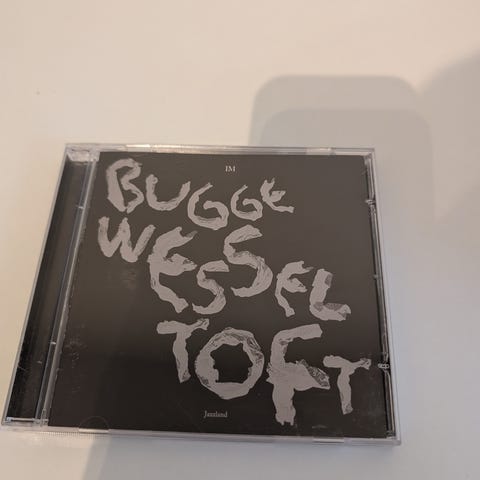 IM
BUGGE
WESSEL
TOFT
Jazzland